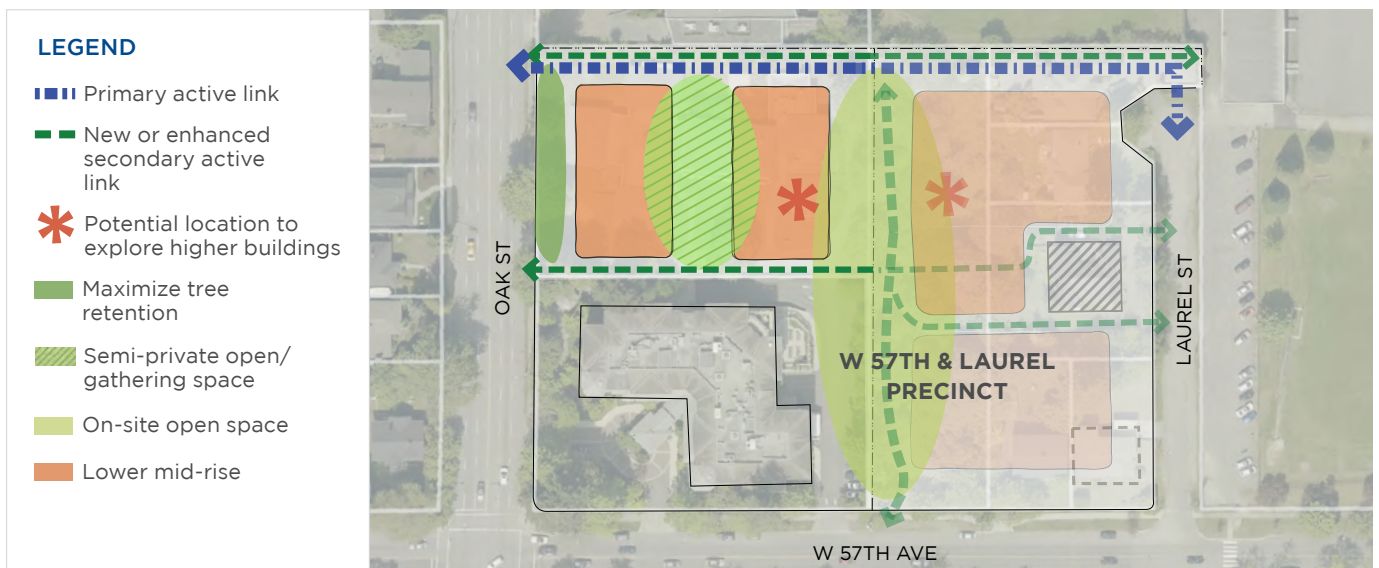 LEGEND
Primary active link
New or enhanced
secondary active
link
Potential location to
explore higher buildings
Maximize tree
retention
Semi-private open/
gathering space
On-site open space
Lower mid-rise
OAK ST
LAUREL ST
W 57TH & LAUREL
PRECINCT
W 57TH AVE